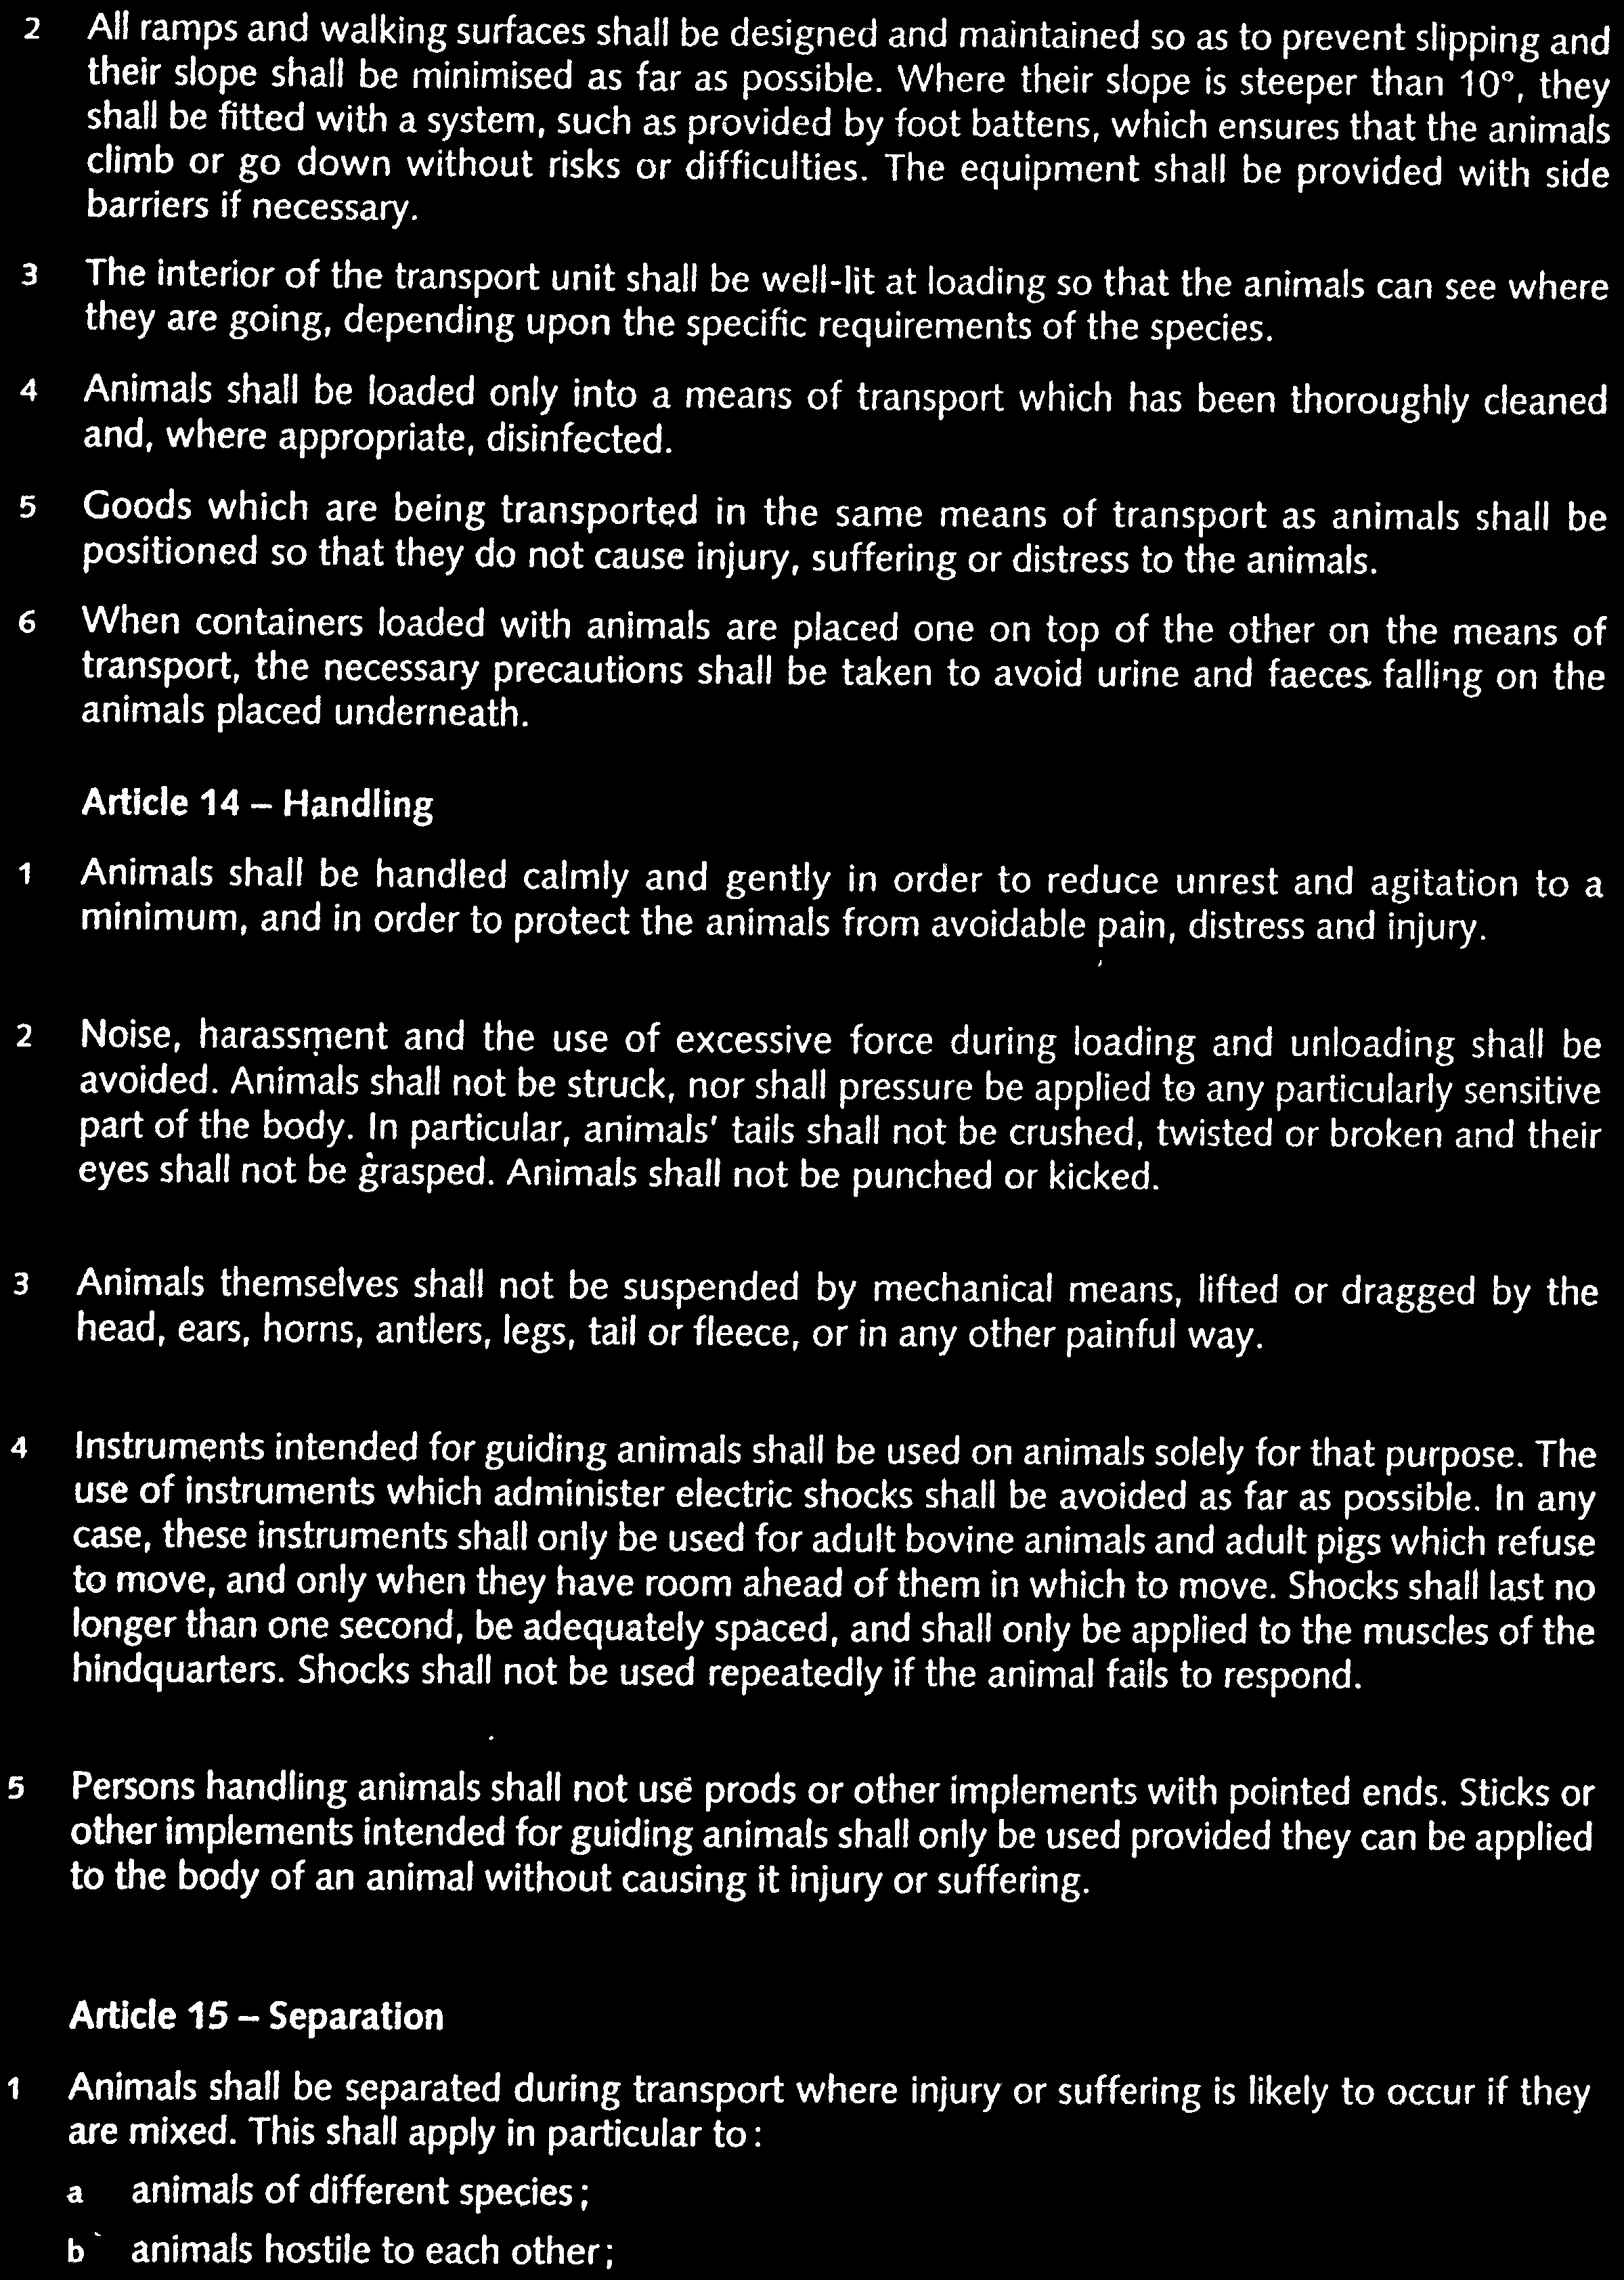 2 All ramps and walking surfaces shall be designed and maintained so as to prevent slipping and
their slope shall be minimised as far as possible. Where their slope is steeper than 10°, they
shall be fitted with a system, such as provided by foot battens, which ensures that the animals
climb or go down without risks or difficulties. The equipment shall be provided with side
barriers if necessary.
3 The interior of the transport unit shall be well-lit at loading so that the animals can see where
they are going, depending upon the specific requirements of the species.
4 Animals shall be loaded only into a means of transport which has been thoroughly cleaned
and, where appropriate, disinfected.
5 Goods which are being transported in the same means of transport as animals shall be
positioned so that they do not cause injury, suffering or distress to the animals.
6 When containers loaded with animals are placed one on top of the other on the means of
transport, the necessary precautions shall be taken to avoid urine and faeces falling on the
animals placed underneath.
Article 14 – Handling
1 Animals shall be handled calmly and gently in order to reduce unrest and agitation to a
minimum, and in order to protect the animals from avoidable pain, distress and injury.
2 Noise, harassment and the use of excessive force during loading and unloading shall be
avoided. Animals shall not be struck, nor shall pressure be applied to any particularly sensitive
part of the body. In particular, animals' tails shall not be crushed, twisted or broken and their
eyes shall not be grasped. Animals shall not be punched or kicked.
3 Animals themselves shall not be suspended by mechanical means, lifted or dragged by the
head, ears, horns, antlers, legs, tail or fleece, or in any other painful way.
4 Instruments intended for guiding animals shall be used on animals solely for that purpose. The
use of instruments which administer electric shocks shall be avoided as far as possible. In any
case, these instruments shall only be used for adult bovine animals and adult pigs which refuse
to move, and only when they have room ahead of them in which to move. Shocks shall last no
longer than one second, be adequately spaced, and shall only be applied to the muscles of the
hindquarters. Shocks shall not be used repeatedly if the animal fails to respond.
5 Persons handling animals shall not use prods or other implements with pointed ends. Sticks or
other implements intended for guiding animals shall only be used provided they can be applied
to the body of an animal without causing it injury or suffering.
Article 15 – Separation
1 Animals shall be separated during transport where injury or suffering is likely to occur if they
are mixed. This shall apply in particular to :
a animals of different species ;
b animals hostile to each other ;